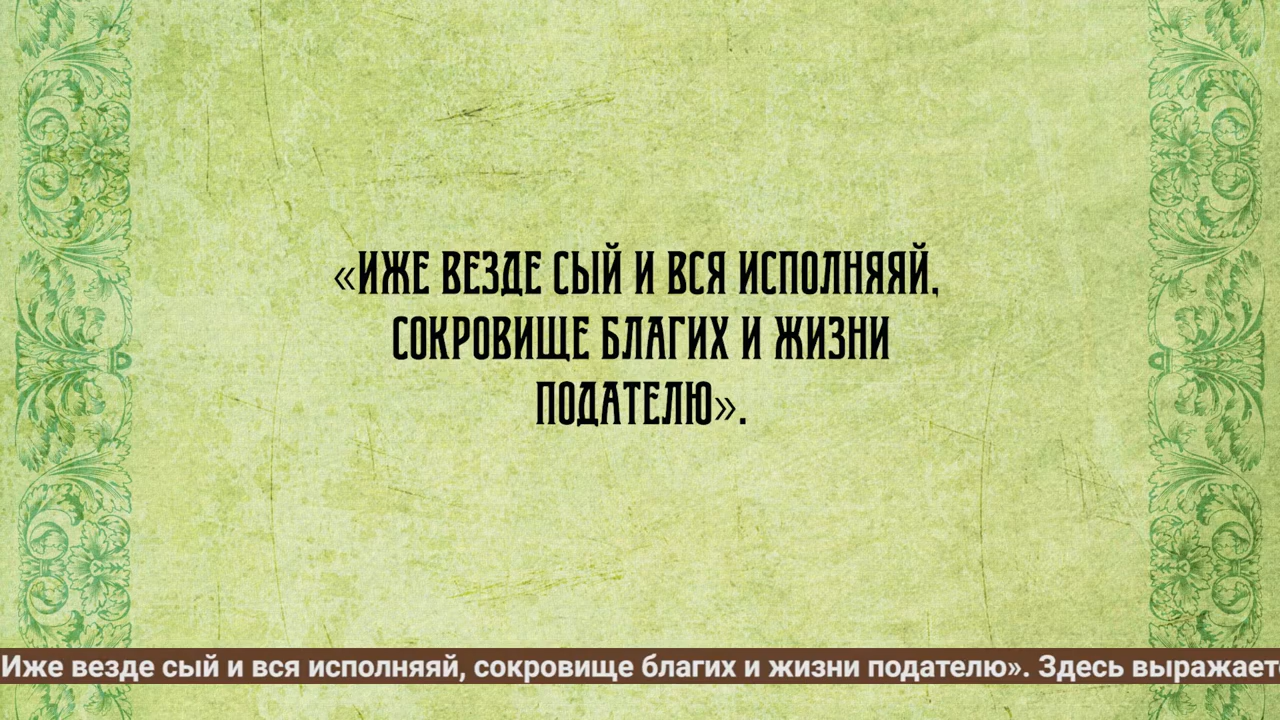 «ИЖЕ ВЕЗДЕ СЫЙ И ВСЯ ИСПОЛНЯЯЙ,
СОКРОВИЩЕ БЛАГИХ И ЖИЗНИ
ПОДАТЕЛЮ».
Иже везде сый и вся исполняяй, сокровище благих и жизни подателю». Здесь выражает